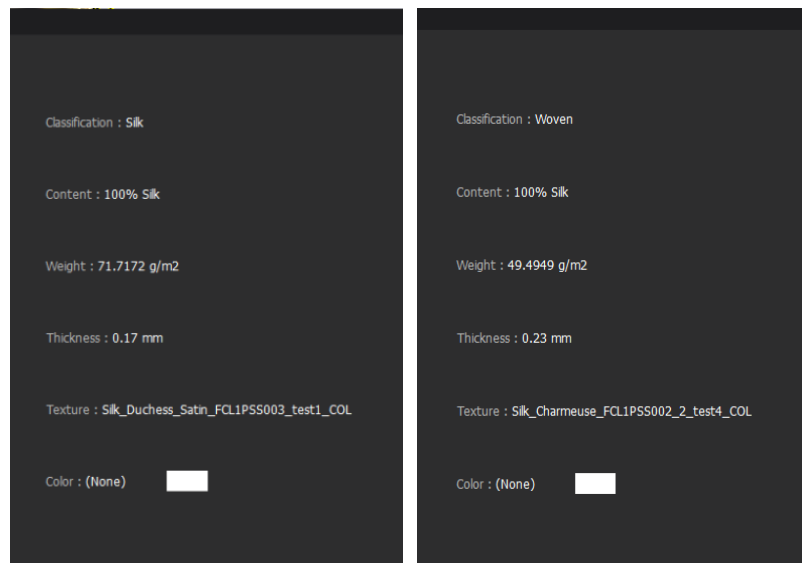 Classification : Silk
Content : 100% Silk
Weight : 71.7172 g/m2
Thickness : 0.17 mm
Texture : Silk_Duchess_Satin_FCL1PSS003_test1_COL
Color : (None)
Classification : Woven
Content : 100% Silk
Weight : 49.4949 g/m2
Thickness : 0.23 mm
Texture : Silk_Charmeuse_FCL1PSS002_2_test4_COL
Color : (None)